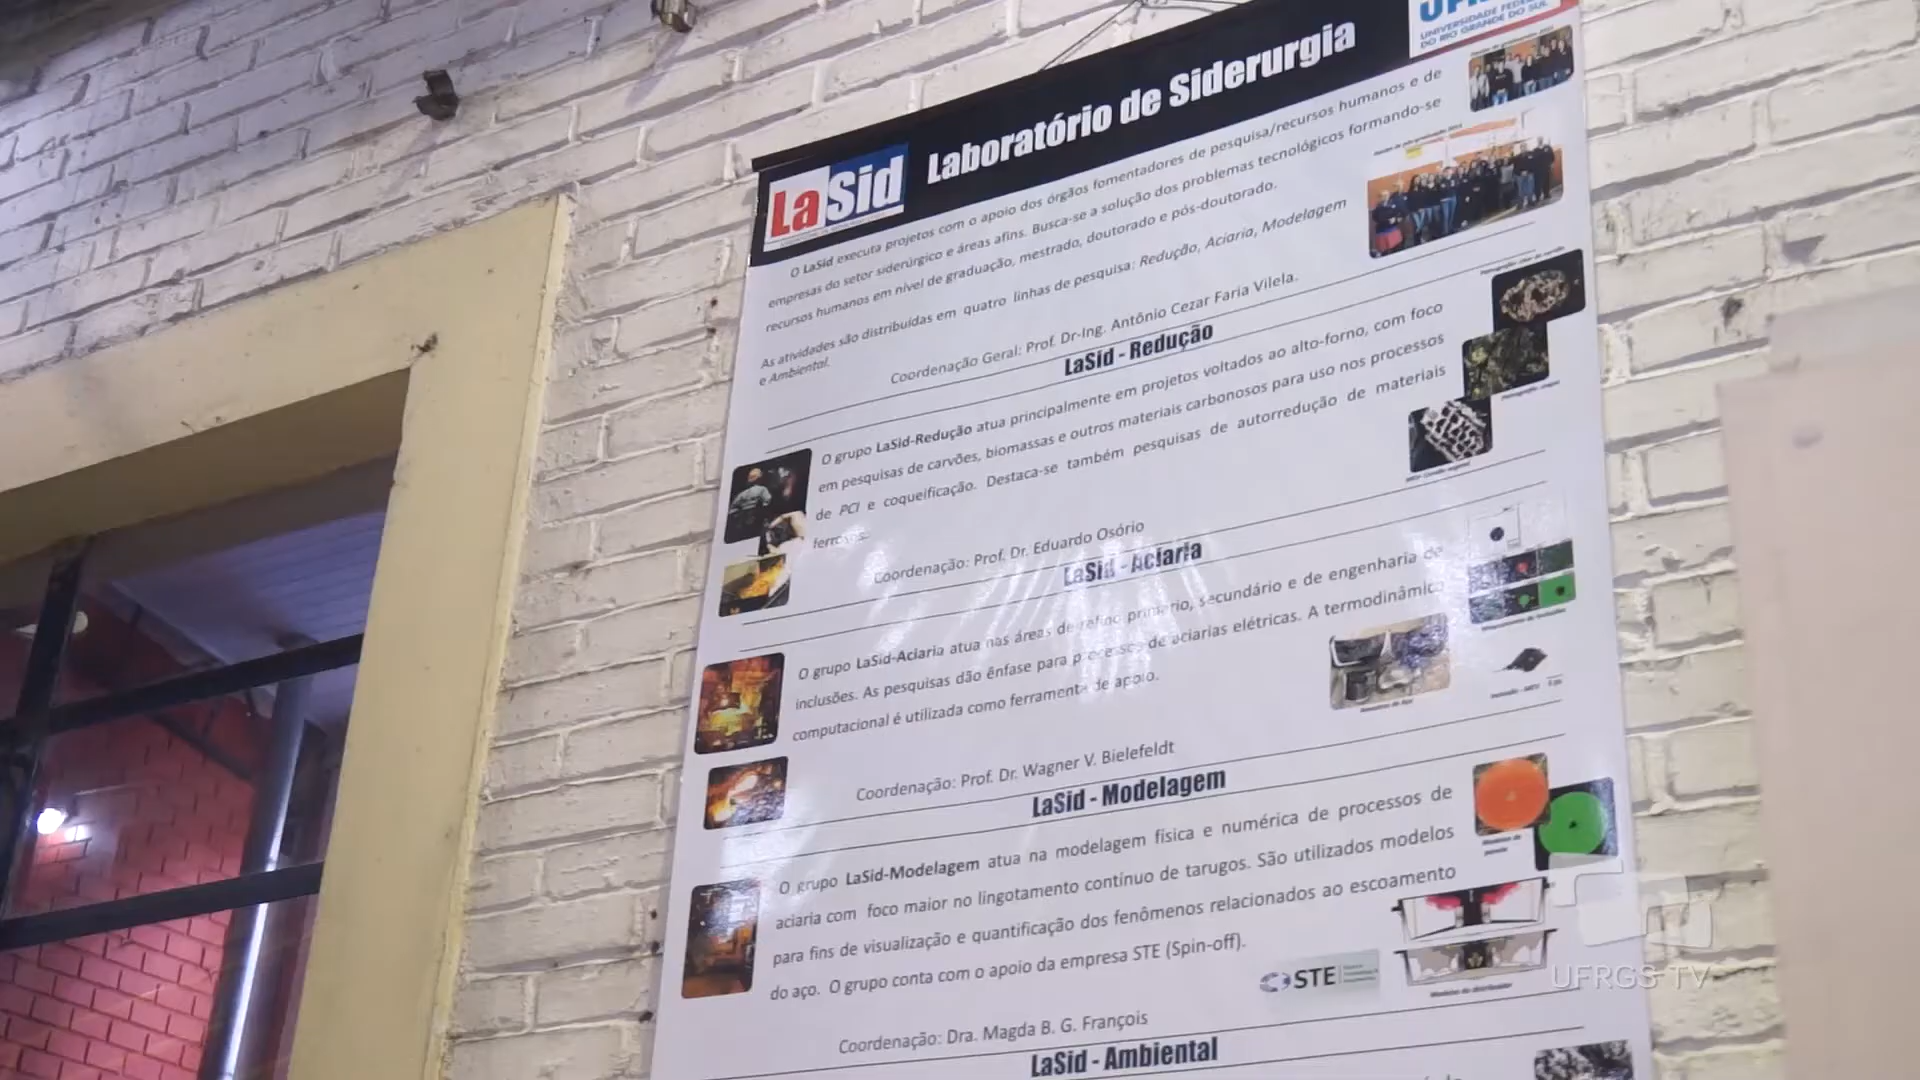 UNIVERSIDADE FEDE
DO RIO GRANDE DO SUL
LaSid
Laboratório de Siderurgia
O LaSid executa projetos com o apoio dos órgãos fomentadores de pesquisa/recursos humanos e de
empresas do setor siderúrgico e áreas afins. Busca-se a solução dos problemas tecnológicos formando-se
recursos humanos em nível de graduação, mestrado, doutorado e pós-doutorado.
As atividades são distribuídas em quatro linhas de pesquisa: Redução, Aciaria, Modelagem
e Ambiental.
Coordenação Geral: Prof. Dr-Ing. Antônio Cezar Faria Vilela.
LaSid - Redução
O grupo LaSid-Redução atua principalmente em projetos voltados ao alto-forno, com foco
em pesquisas de carvões, biomassas e outros materiais carbonosos para uso nos processos
de PCI e coqueificação. Destaca-se também pesquisas de autorredução de materiais
ferrosos.
Coordenação: Prof. Dr. Eduardo Osório
LaSid - Aciaria
O grupo LaSid-Aciaria atua nas áreas de refino primário, secundário e de engenharia de
inclusões. As pesquisas dão ênfase para processos de aciarias elétricas. A termodinâmica
computacional é utilizada como ferramenta de apoio.
Coordenação: Prof. Dr. Wagner V. Bielefeldt
LaSid - Modelagem
O grupo LaSid-Modelagem atua na modelagem física e numérica de processos de
aciaria com foco maior no lingotamento contínuo de tarugos. São utilizados modelos
para fins de visualização e quantificação dos fenômenos relacionados ao escoamento
do aço. O grupo conta com o apoio da empresa STE (Spin-off).
STE
Coordenação: Dra. Magda B. G. François
LaSid - Ambiental
UFRGS TV